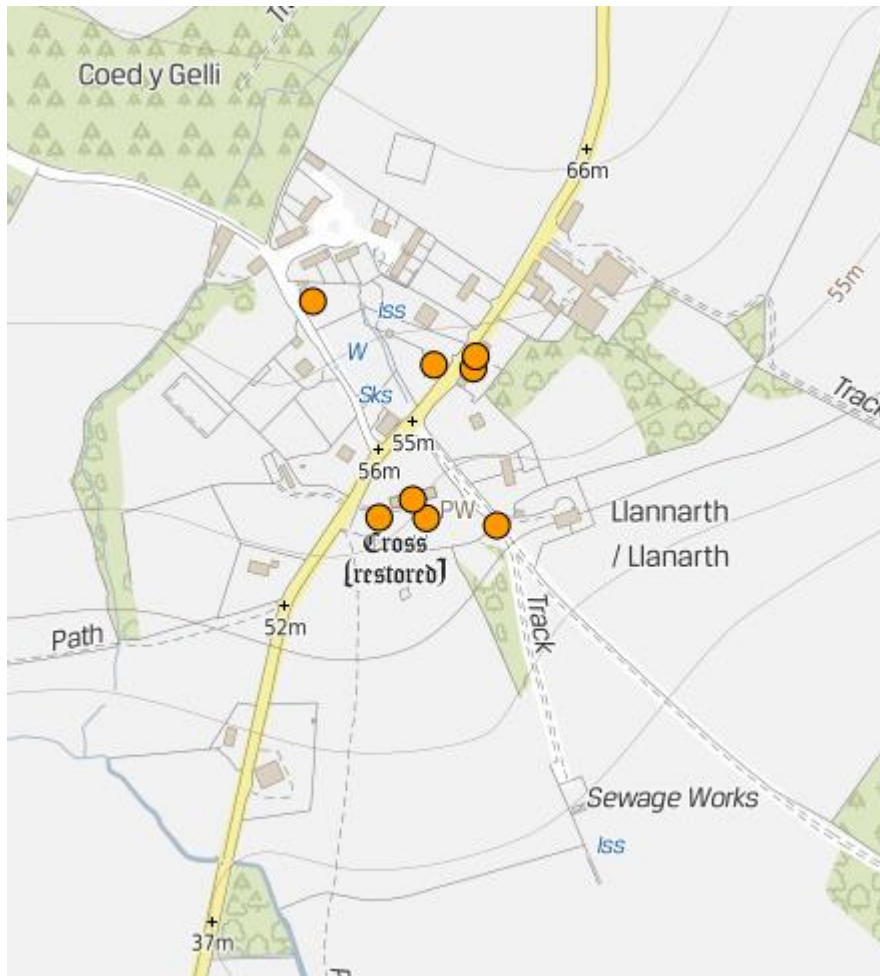 Coed y Gelli
66m
55m
Iss
W
Sks
55m
56m
PW
Llannarth
/ Llanarth
Cross
(restored)
Track
Track
52m
Path
Sewage Works
Iss
37m